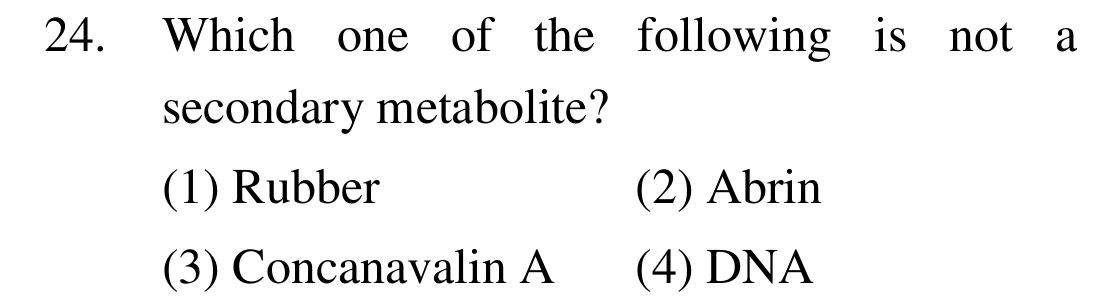 24. Which one of the following is not a
secondary metabolite?
(1) Rubber (2) Abrin
(3) Concanavalin A (4) DNA